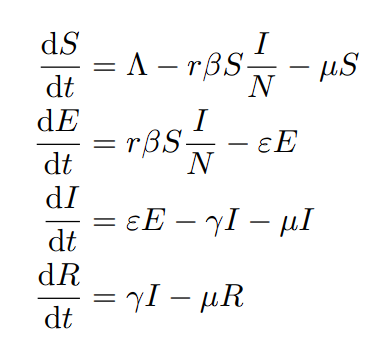 dS/dt = Λ − rβS I/N − μS
dE/dt = rβS I/N − εE
dI/dt = εE − γI − μI
dR/dt = γI − μR